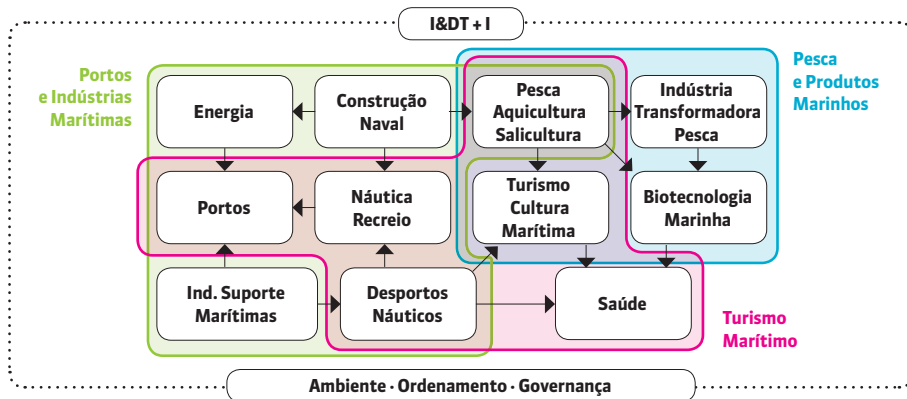 I&DT + I
Portos
e Indústrias
Marítimas
Pesca
e Produtos
Marinhos
Energia
Construção
Naval
Pesca
Aquicultura
Salicultura
Indústria
Transformadora
Pesca
Portos
Náutica
Recreio
Turismo
Cultura
Marítima
Biotecnologia
Marinha
Ind. Suporte
Marítimas
Desportos
Náuticos
Saúde
Turismo
Marítimo
Ambiente · Ordenamento · Governança